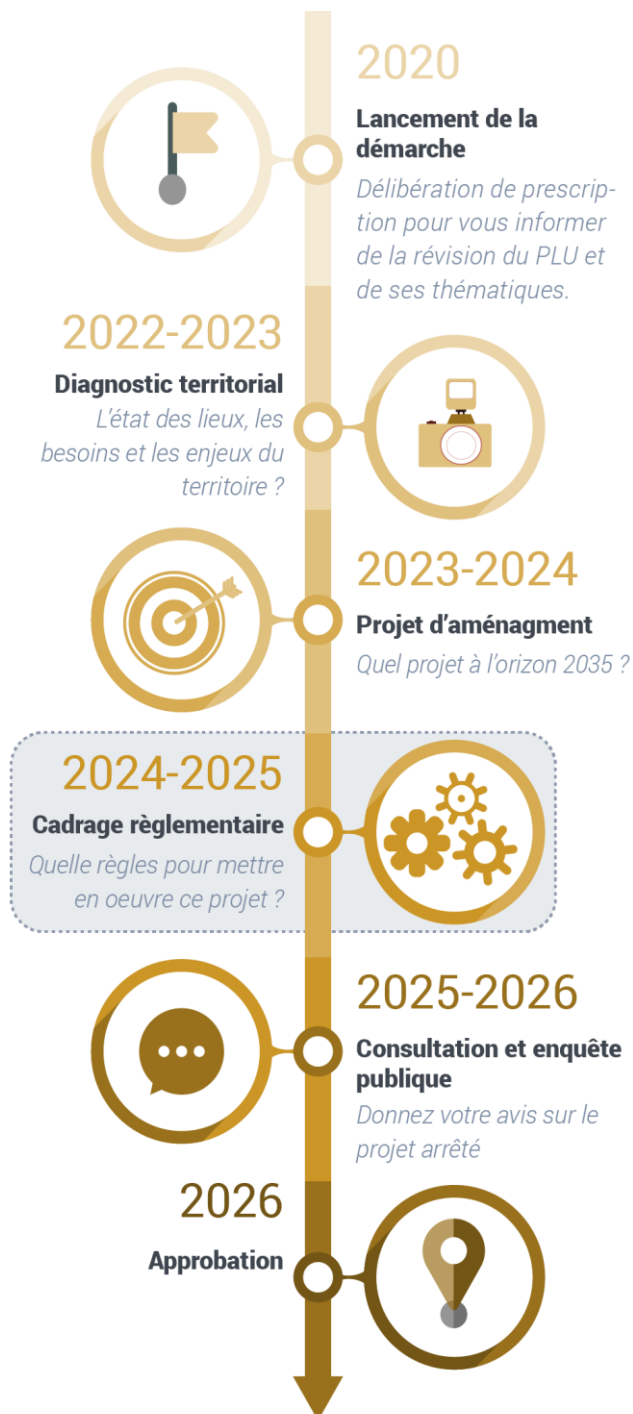 2020
Lancement de la
démarche
Délibération de prescrip-
tion pour vous informer
de la révision du PLU et
de ses thématiques.
2022-2023
Diagnostic territorial
L'état des lieux, les
besoins et les enjeux du
territoire ?
2023-2024
Projet d'aménagment
Quel projet à l'orizon 2035 ?
2024-2025
Cadrage règlementaire
Quelle règles pour mettre
en oeuvre ce projet ?
2025-2026
Consultation et enquête
publique
Donnez votre avis sur le
projet arrêté
2026
Approbation